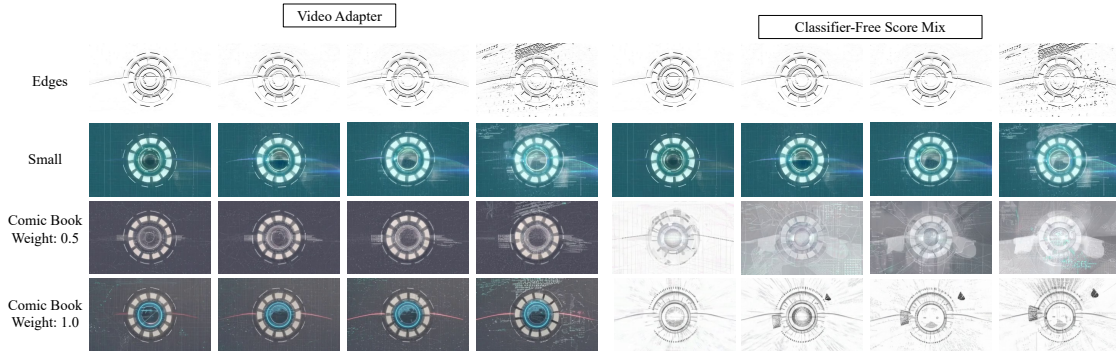 Video Adapter
Classifier-Free Score Mix
Edges
Small
Comic Book
Weight: 0.5
Comic Book
Weight: 1.0